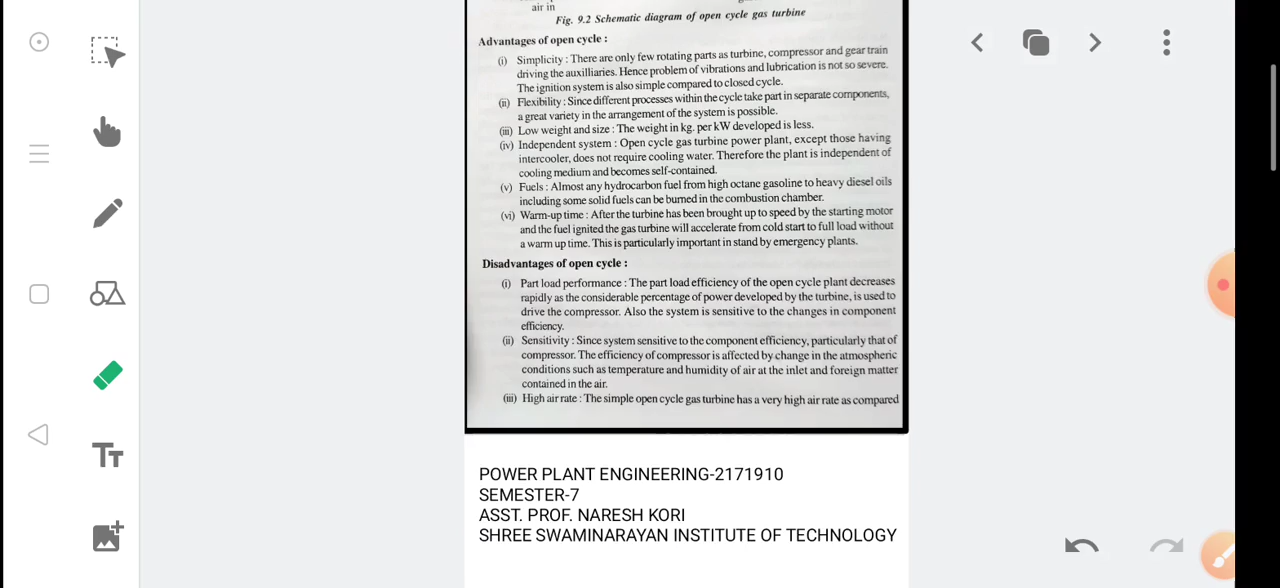 air in
Fig. 9.2 Schematic diagram of open cycle gas turbine
Advantages of open cycle :
(i) Simplicity : There are only few rotating parts as turbine, compressor and gear train
driving the auxilliaries. Hence problem of vibrations and lubrication is not so severe.
The ignition system is also simple compared to closed cycle.
(ii) Flexibility : Since different processes within the cycle take part in separate components,
a great variety in the arrangement of the system is possible.
(iii) Low weight and size : The weight in kg. per kW developed is less.
(iv) Independent system : Open cycle gas turbine power plant, except those having
intercooler, does not require cooling water. Therefore the plant is independent of
cooling medium and becomes self-contained.
(v) Fuels : Almost any hydrocarbon fuel from high octane gasoline to heavy diesel oils
including some solid fuels can be burned in the combustion chamber.
(vi) Warm-up time : After the turbine has been brought up to speed by the starting motor
and the fuel ignited the gas turbine will accelerate from cold start to full load without
a warm up time. This is particularly important in stand by emergency plants.
Disadvantages of open cycle :
(i) Part load performance : The part load efficiency of the open cycle plant decreases
rapidly as the considerable percentage of power developed by the turbine, is used to
drive the compressor. Also the system is sensitive to the changes in component
efficiency.
(ii) Sensitivity : Since system sensitive to the component efficiency, particularly that of
compressor. The efficiency of compressor is affected by change in the atmospheric
conditions such as temperature and humidity of air at the inlet and foreign matter
contained in the air.
(iii) High air rate : The simple open cycle gas turbine has a very high air rate as compared
POWER PLANT ENGINEERING-2171910
SEMESTER-7
ASST. PROF. NARESH KORI
SHREE SWAMINARAYAN INSTITUTE OF TECHNOLOGY
Tт